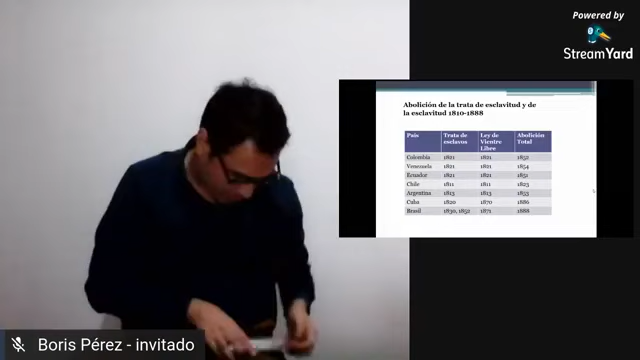 Powered by
StreamYard
Abolición de la trata de esclavitud y de
la esclavitud 1810-1888
País | Trata de esclavos | Ley de Vientre Libre | Abolición Total
Colombia 1821 1821 1852
Venezuela 1821 1821 1854
Ecuador 1821 1821 1851
Chile 1811 1811 1823
Argentina 1813 1813 1853
Cuba 1820 1870 1886
Brasil 1830, 1852 1871 1888
Boris Pérez - invitado